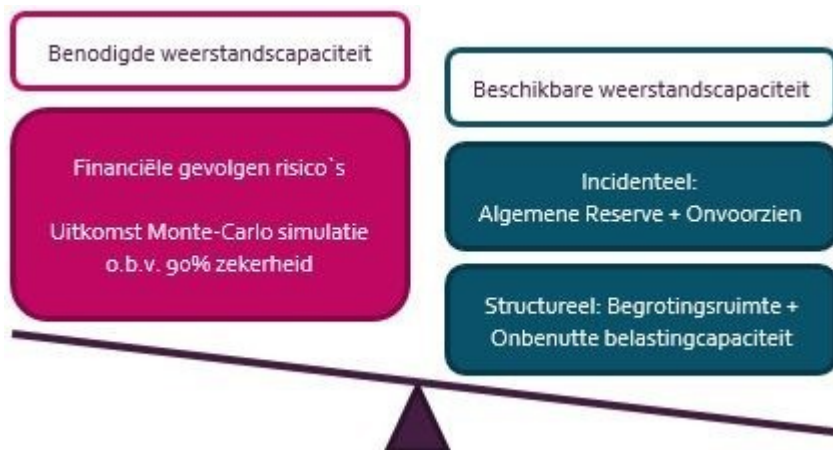 Benodigde weerstandscapaciteit
Financiële gevolgen risico`s
Uitkomst Monte-Carlo simulatie
o.b.v. 90% zekerheid
Beschikbare weerstandscapaciteit
Incidenteel:
Algemene Reserve + Onvoorzien
Structureel: Begrotingsruimte +
Onbenutte belastingcapaciteit